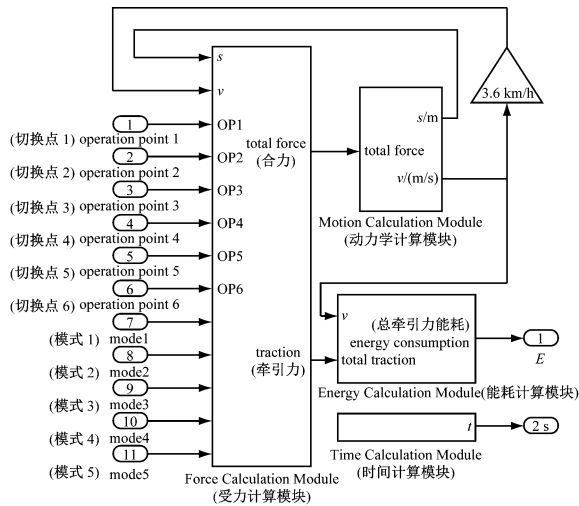 s
v
3.6 km/h
1
OP1
(切换点 1) operation point 1
2
OP2
(切换点 2) operation point 2
3
OP3
(切换点 3) operation point 3
4
OP4
(切换点 4) operation point 4
5
OP5
(切换点 5) operation point 5
6
OP6
(切换点 6) operation point 6
7
(模式 1) mode1
8
(模式 2) mode2
9
(模式 3) mode3
10
(模式 4) mode4
11
(模式 5) mode5
total force
(合力)
traction
(牵引力)
Force Calculation Module
(受力计算模块)
s/m
total force
v/(m/s)
Motion Calculation Module
(动力学计算模块)
v
(总牵引力能耗)
energy consumption
total traction
1
E
Energy Calculation Module(能耗计算模块)
t
2 s
Time Calculation Module
(时间计算模块)